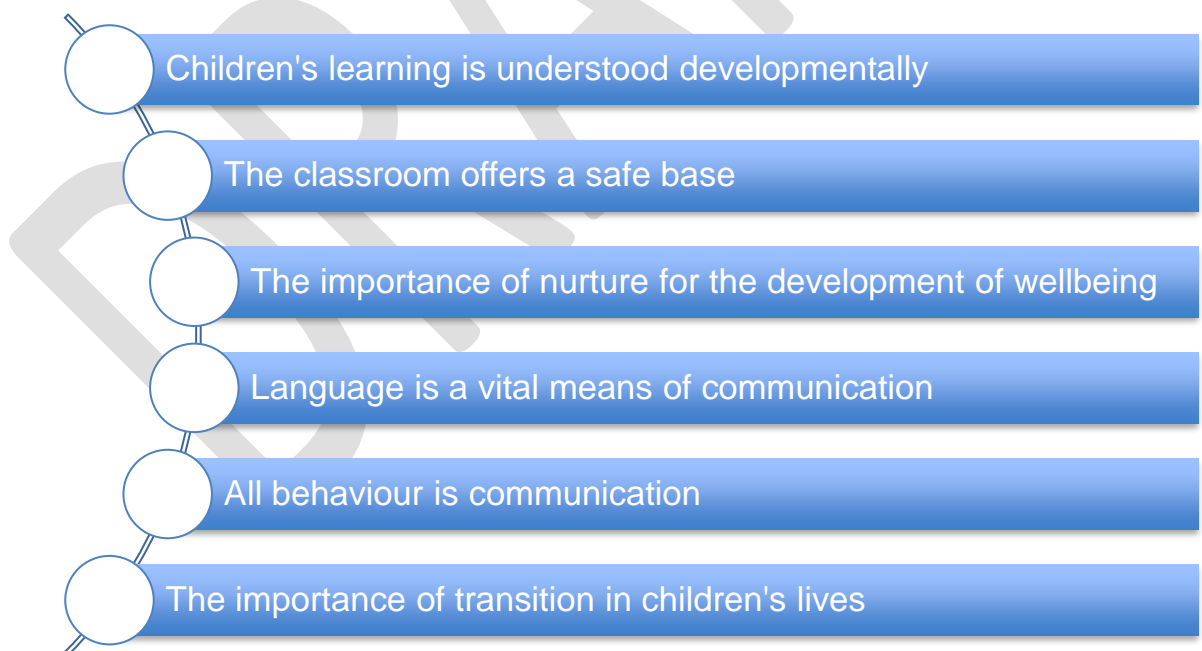 Children's learning is understood developmentally
The classroom offers a safe base
The importance of nurture for the development of wellbeing
Language is a vital means of communication
All behaviour is communication
The importance of transition in children's lives